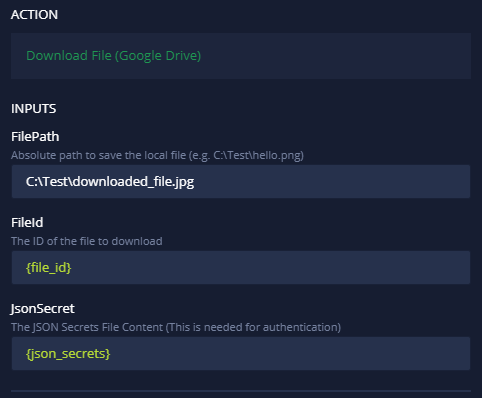 ACTION
Download File (Google Drive)
INPUTS
FilePath
Absolute path to save the local file (e.g. C:\Test\hello.png)
C:\Test\downloaded_file.jpg
FileId
The ID of the file to download
{file_id}
JsonSecret
The JSON Secrets File Content (This is needed for authentication)
{json_secrets}